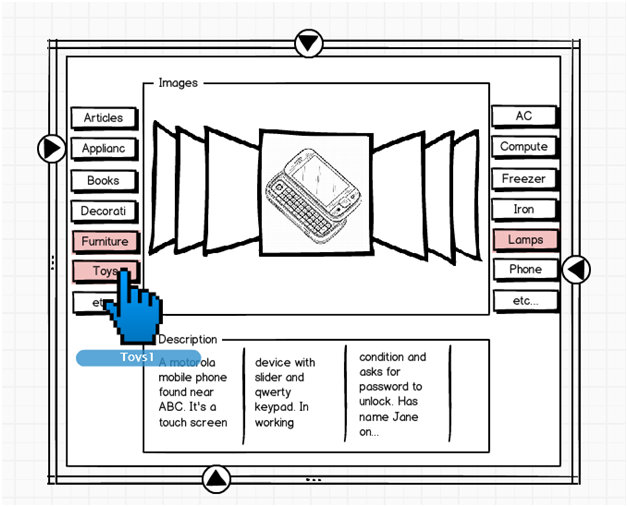 Images
Articles
Applianc
Books
Decorati
Furniture
Toys
et
Toys1
AC
Compute
Freezer
Iron
Lamps
Phone
etc...
Description
A motorola
mobile phone
found near
ABC. It's a
touch screen
device with
slider and
qwerty
keypad. In
working
condition and
asks for
password to
unlock. Has
name Jane
on...